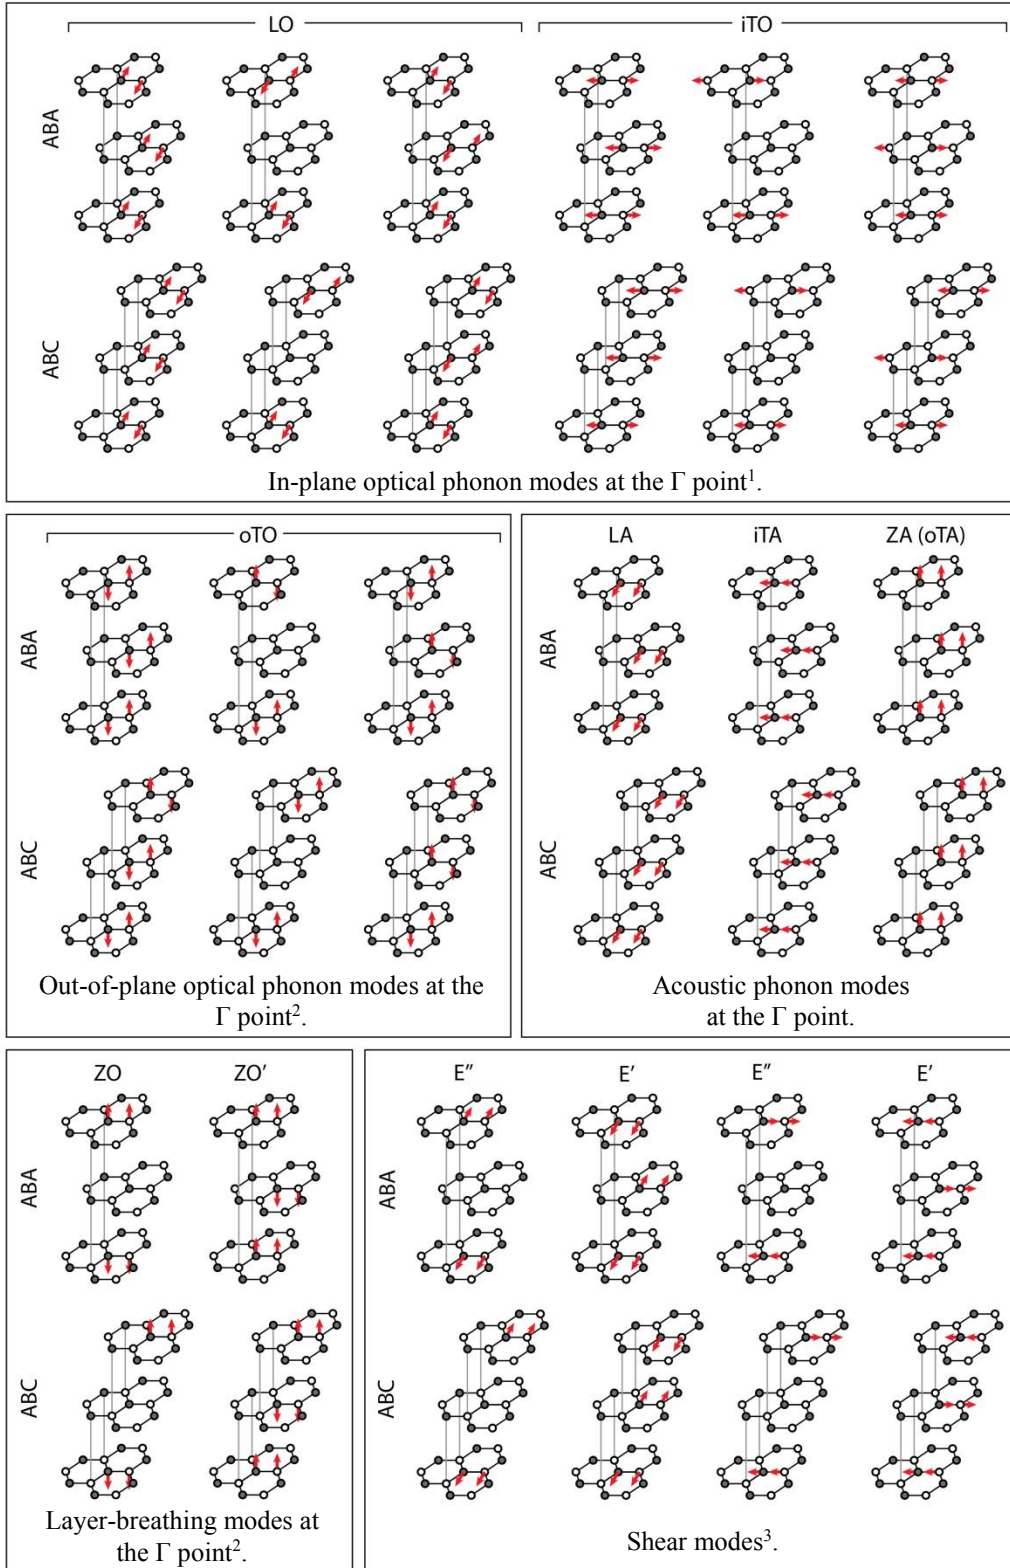 LO iTO
ABA
ABC
In-plane optical phonon modes at the Γ point¹.
oTO
ABA
ABC
Out-of-plane optical phonon modes at the
Γ point².
LA iTA ZA (oTA)
ABA
ABC
Acoustic phonon modes
at the Γ point.
ZO ZO′
ABA
ABC
Layer-breathing modes at
the Γ point².
E″ E′ E″ E′
ABA
ABC
Shear modes³.